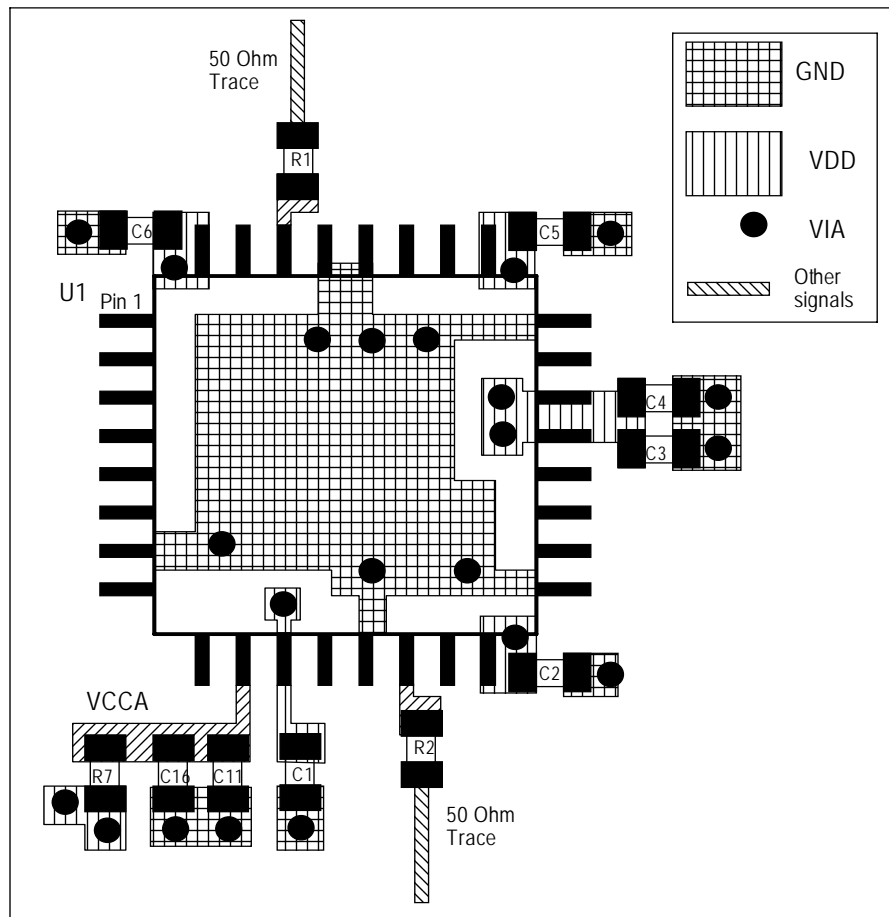 50 Ohm
Trace
R1
GND
VDD
VIA
Other
signals
C6
C5
U1
Pin 1
C4
C3
C2
VCCA
R2
R7
C16
C11
C1
50 Ohm
Trace